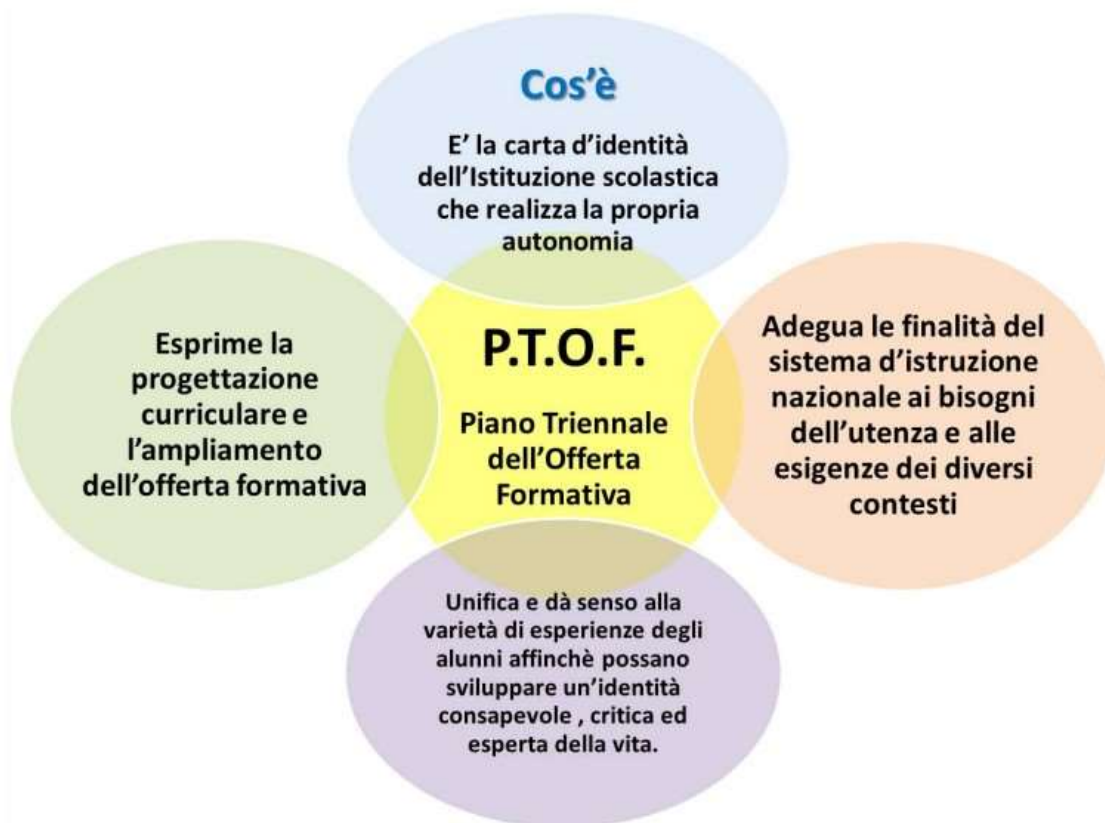 Cos'è
E' la carta d'identità
dell'Istituzione scolastica
che realizza la propria
autonomia
Esprime la
progettazione
curriculare e
l'ampliamento
dell'offerta formativa
P.T.O.F.
Piano Triennale
dell'Offerta
Formativa
Adegua le finalità del
sistema d'istruzione
nazionale ai bisogni
dell'utenza e alle
esigenze dei diversi
contesti
Unifica e dà senso alla
varietà di esperienze degli
alunni affinchè possano
sviluppare un'identità
consapevole , critica ed
esperta della vita.